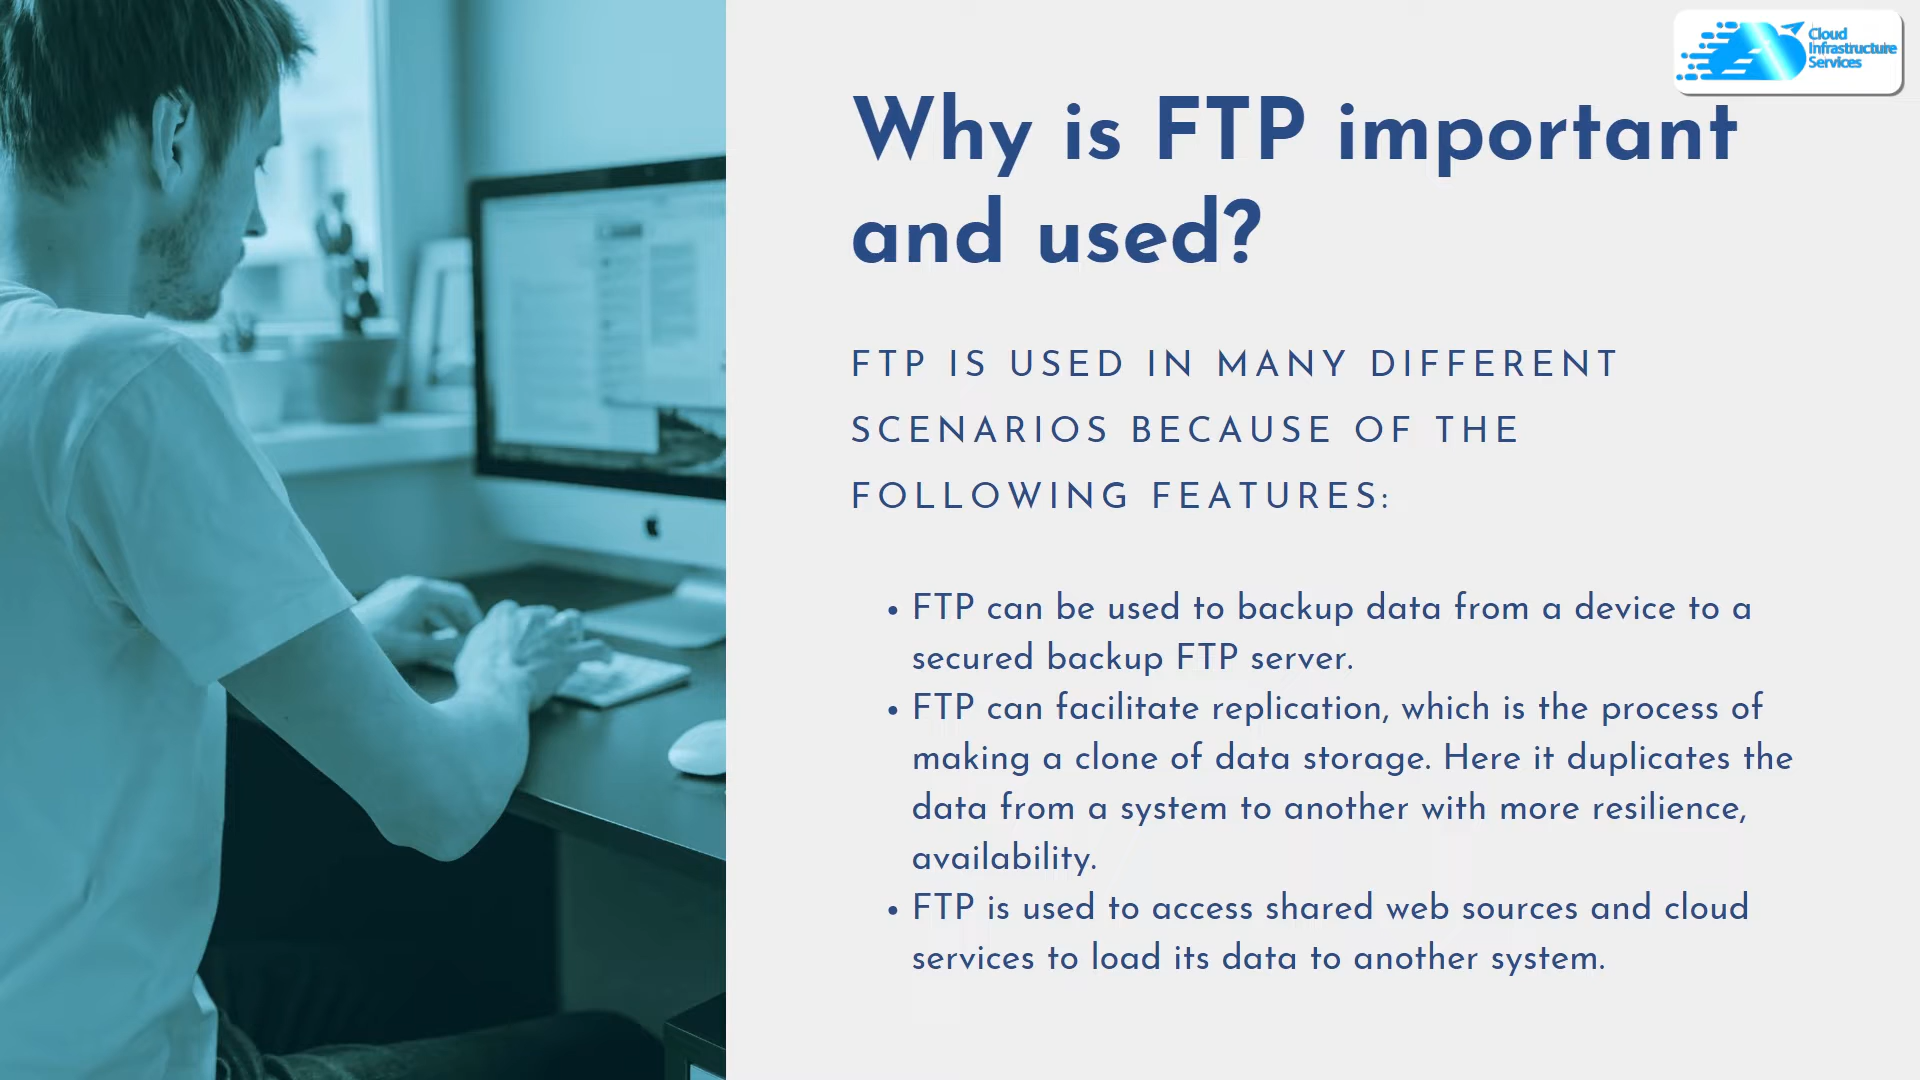 Cloud
Infrastructure
Services
Why is FTP important
and used?
FTP IS USED IN MANY DIFFERENT
SCENARIOS BECAUSE OF THE
FOLLOWING FEATURES:
• FTP can be used to backup data from a device to a
secured backup FTP server.
• FTP can facilitate replication, which is the process of
making a clone of data storage. Here it duplicates the
data from a system to another with more resilience,
availability.
• FTP is used to access shared web sources and cloud
services to load its data to another system.